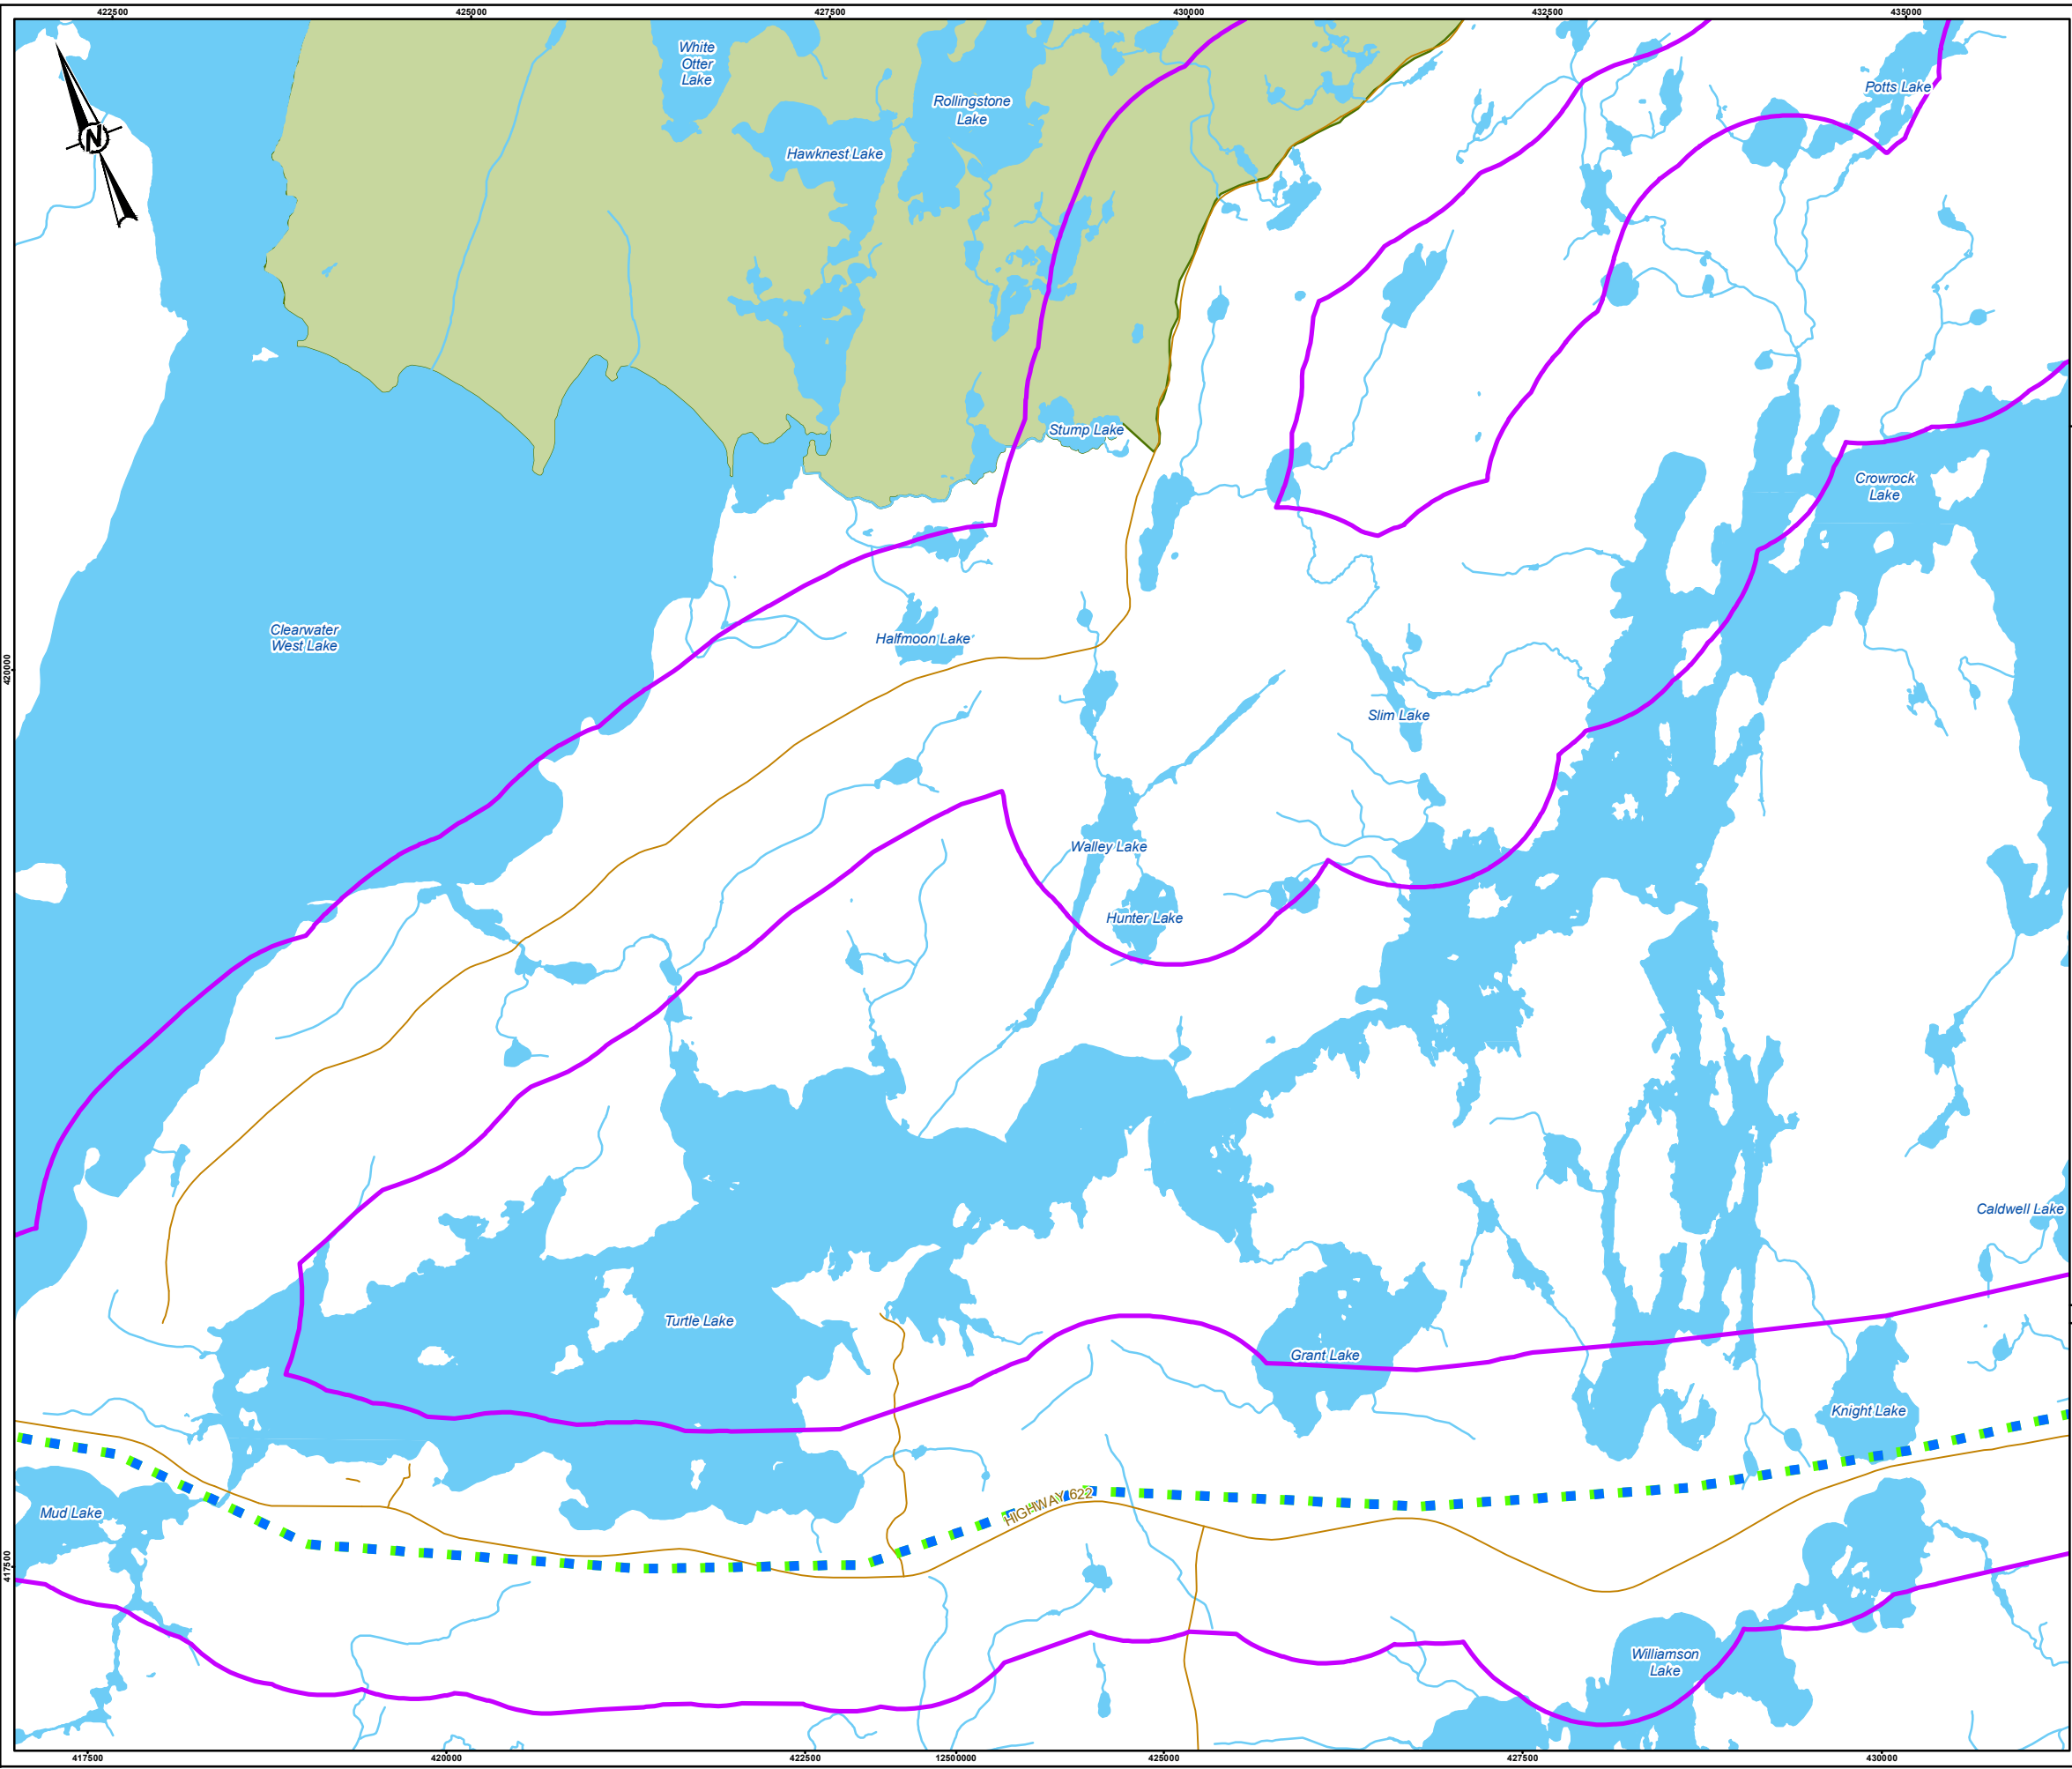 422500
425000
427500
430000
432500
435000
White
Otter
Lake
Rollingstone
Lake
Potts Lake
N
Hawknest Lake
Stump Lake
Crowrock
Lake
Clearwater
West Lake
Halfmoon Lake
420000
Slim Lake
Walley Lake
Hunter Lake
Caldwell Lake
Turtle Lake
Grant Lake
Knight Lake
HIGHWAY 622
Mud Lake
417500
Williamson
Lake
417500
420000
422500
12500000
425000
427500
430000